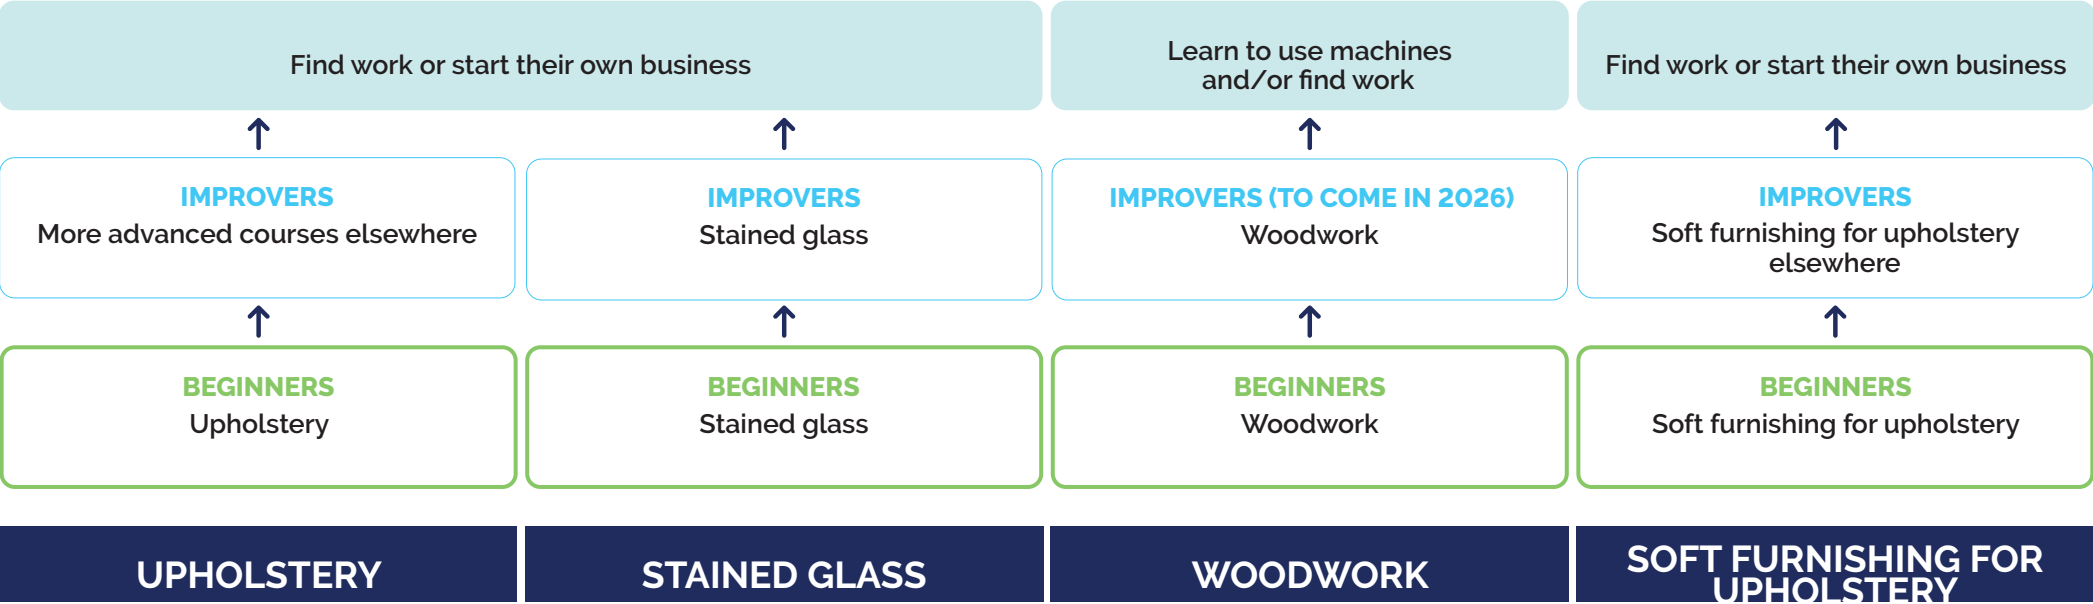 Find work or start their own business
Learn to use machines
and/or find work
Find work or start their own business
IMPROVERS
More advanced courses elsewhere
IMPROVERS
Stained glass
IMPROVERS (TO COME IN 2026)
Woodwork
IMPROVERS
Soft furnishing for upholstery
elsewhere
BEGINNERS
Upholstery
BEGINNERS
Stained glass
BEGINNERS
Woodwork
BEGINNERS
Soft furnishing for upholstery
UPHOLSTERY
STAINED GLASS
WOODWORK
SOFT FURNISHING FOR
UPHOLSTERY